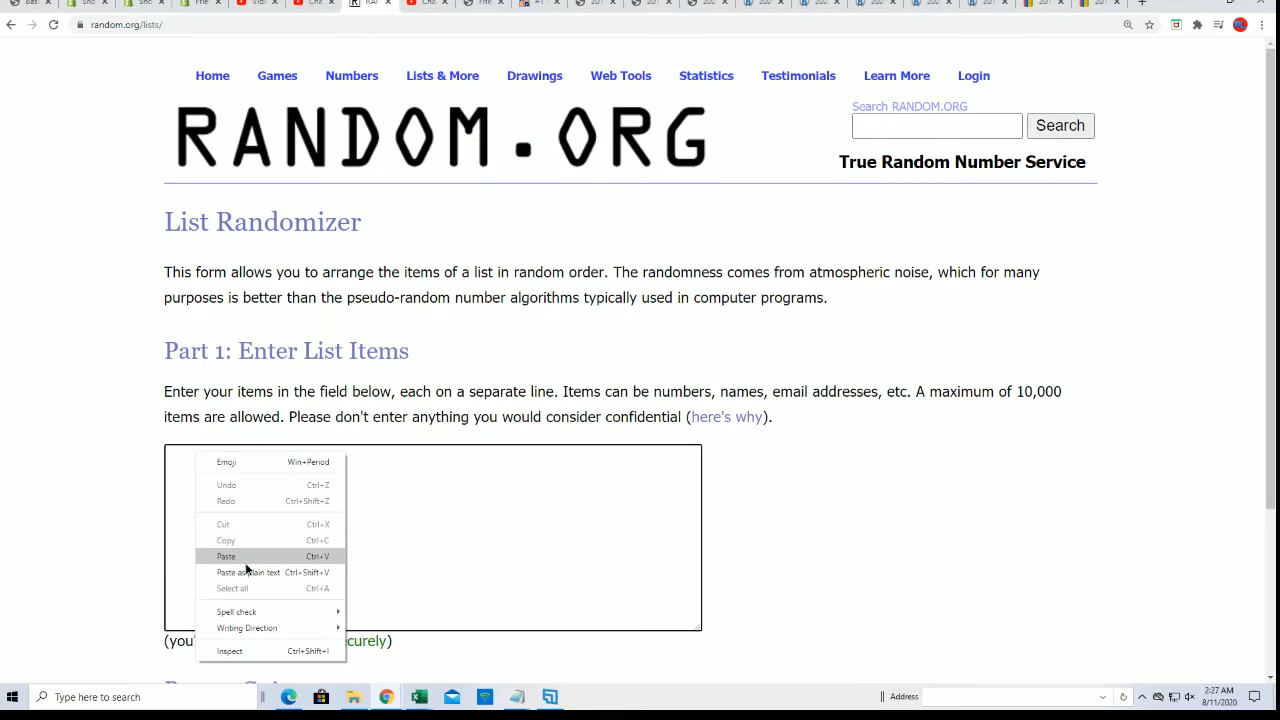 random.org/lists/
Home Games Numbers Lists & More Drawings Web Tools Statistics Testimonials Learn More Login
RANDOM.ORG
Search RANDOM.ORG
Search
True Random Number Service
List Randomizer
This form allows you to arrange the items of a list in random order. The randomness comes from atmospheric noise, which for many
purposes is better than the pseudo-random number algorithms typically used in computer programs.
Part 1: Enter List Items
Enter your items in the field below, each on a separate line. Items can be numbers, names, email addresses, etc. A maximum of 10,000
items are allowed. Please don't enter anything you would consider confidential (here's why).
Emoji Win+Period
Undo Ctrl+Z
Redo Ctrl+Shift+Z
Cut Ctrl+X
Copy Ctrl+C
Paste Ctrl+V
Paste as plain text Ctrl+Shift+V
Select all Ctrl+A
Spell check
Writing Direction
Inspect Ctrl+Shift+I
Type here to search
Address
2:27 AM
8/11/2020